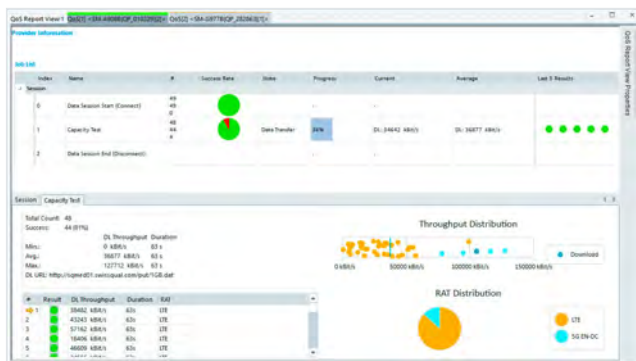 QoS Report View 1
Provider Information
Job List
Index Name # Success Rate State Progress Current Average Last 5 Results
Session
0 Data Session Start (Connect) 49 49 0 - -
1 Capacity Test 48 44 4 Data Transfer 36% DL: 34642 kBit/s DL: 36877 kBit/s
2 Data Session End (Disconnect) - -
QoS Report View Properties
Session Capacity Test
Total Count: 48
Success: 44 (91%)
DL Throughput Duration
Min.: 0 kBit/s 63 s
Avg.: 36877 kBit/s 63 s
Max.: 127712 kBit/s 63 s
# Result DL Throughput Duration RAT
1 38482 kBit/s 63s LTE
2 43243 kBit/s 63s LTE
3 57162 kBit/s 63s LTE
4 18406 kBit/s 63s LTE
5 46609 kBit/s 63s LTE
Throughput Distribution
0 kBit/s 50000 kBit/s 100000 kBit/s 150000 kBit/s
Download
RAT Distribution
LTE
5G EN-DC